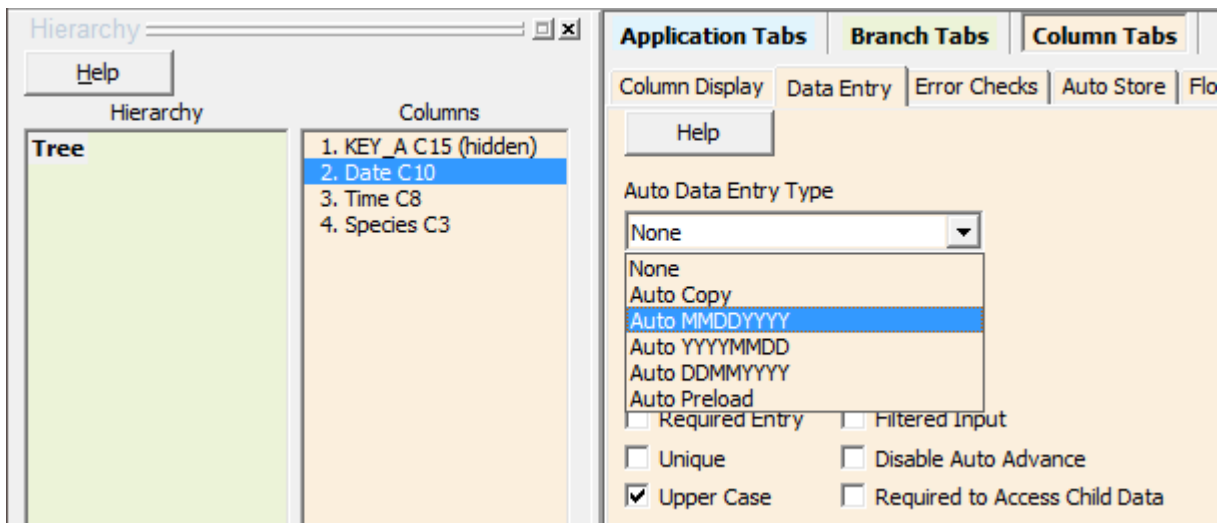 Hierarchy
Help
Hierarchy
Columns
Tree
1. KEY_A C15 (hidden)
2. Date C10
3. Time C8
4. Species C3
Application Tabs
Branch Tabs
Column Tabs
Column Display
Data Entry
Error Checks
Auto Store
Flo
Help
Auto Data Entry Type
None
None
Auto Copy
Auto MMDDYYYY
Auto YYYYMMDD
Auto DDMMYYYY
Auto Preload
Required Entry
Filtered Input
Unique
Disable Auto Advance
Upper Case
Required to Access Child Data